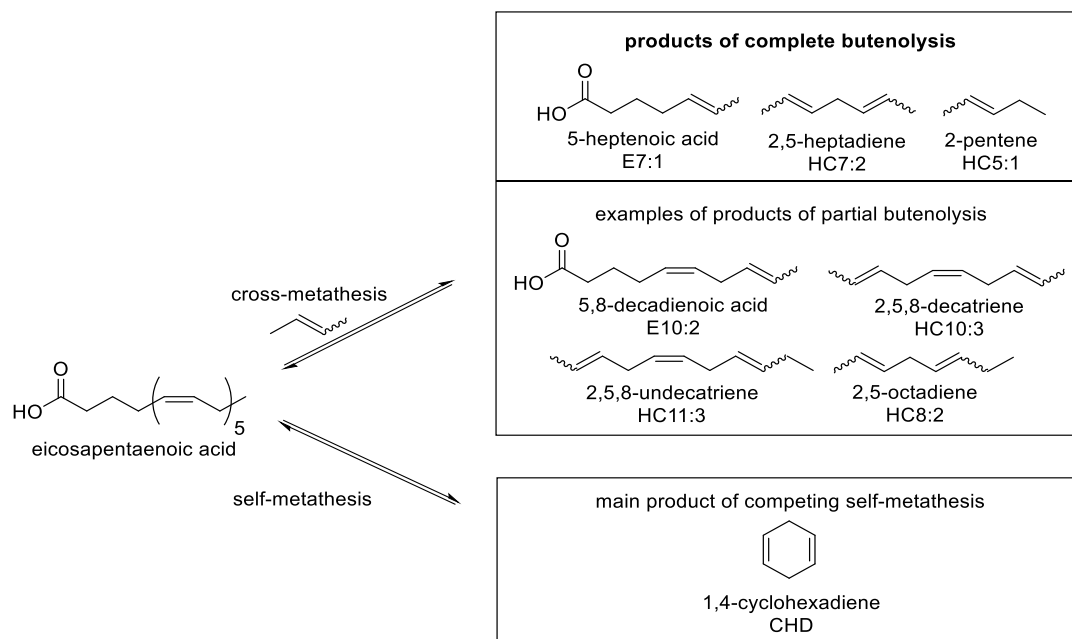 products of complete butenolysis
O
HO
5-heptenoic acid
E7:1
2,5-heptadiene
HC7:2
2-pentene
HC5:1
examples of products of partial butenolysis
O
HO
5,8-decadienoic acid
E10:2
2,5,8-decatriene
HC10:3
2,5,8-undecatriene
HC11:3
2,5-octadiene
HC8:2
cross-metathesis
O
HO
5
eicosapentaenoic acid
self-metathesis
main product of competing self-metathesis
1,4-cyclohexadiene
CHD